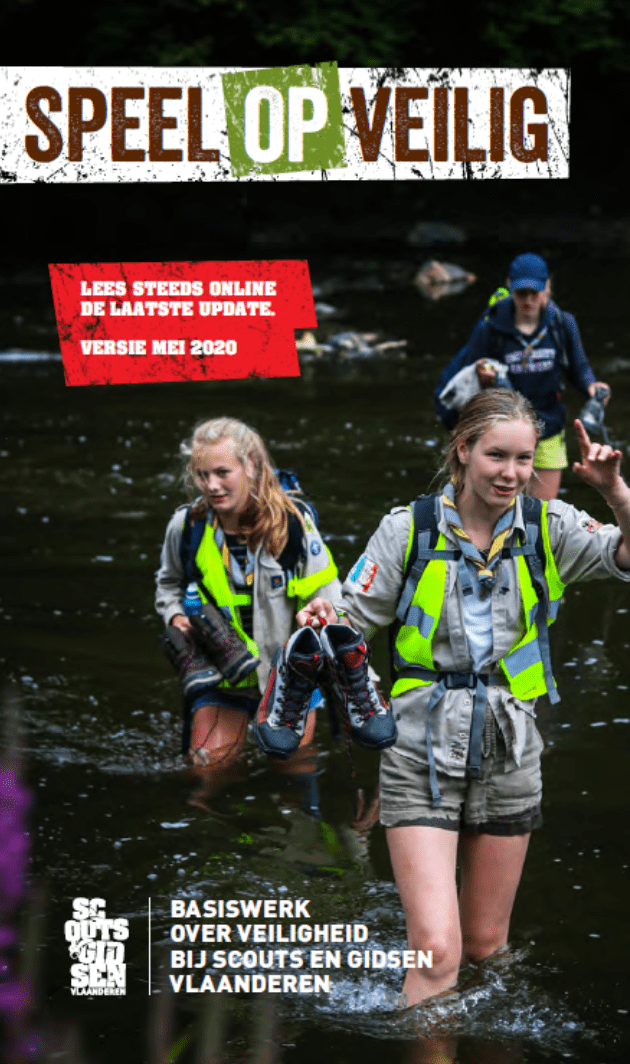 SPEEL OP VEILIG
LEES STEEDS ONLINE
DE LAATSTE UPDATE.
VERSIE MEI 2020
SC
OUTS
&GID
SEN
VLAANDEREN
BASISWERK
OVER VEILIGHEID
BIJ SCOUTS EN GIDSEN
VLAANDEREN